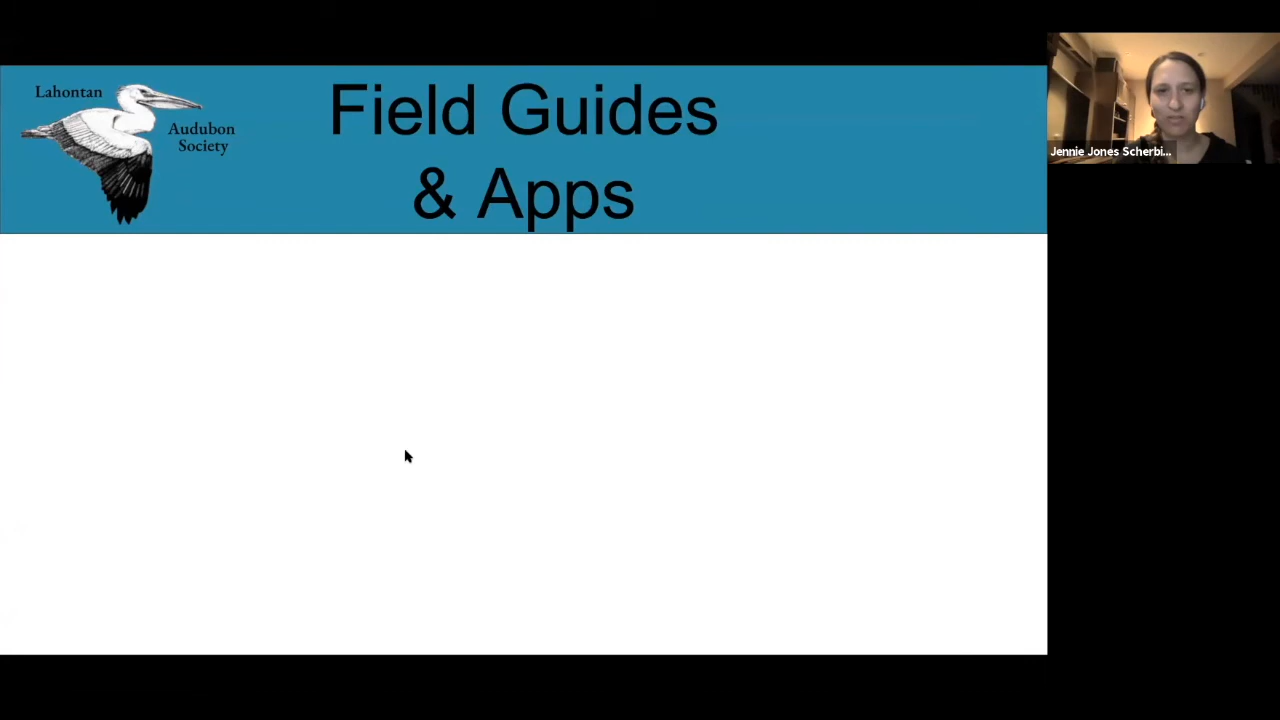 Lahontan
Audubon
Society
Field Guides
& Apps
Jennie Jones Scherbi...